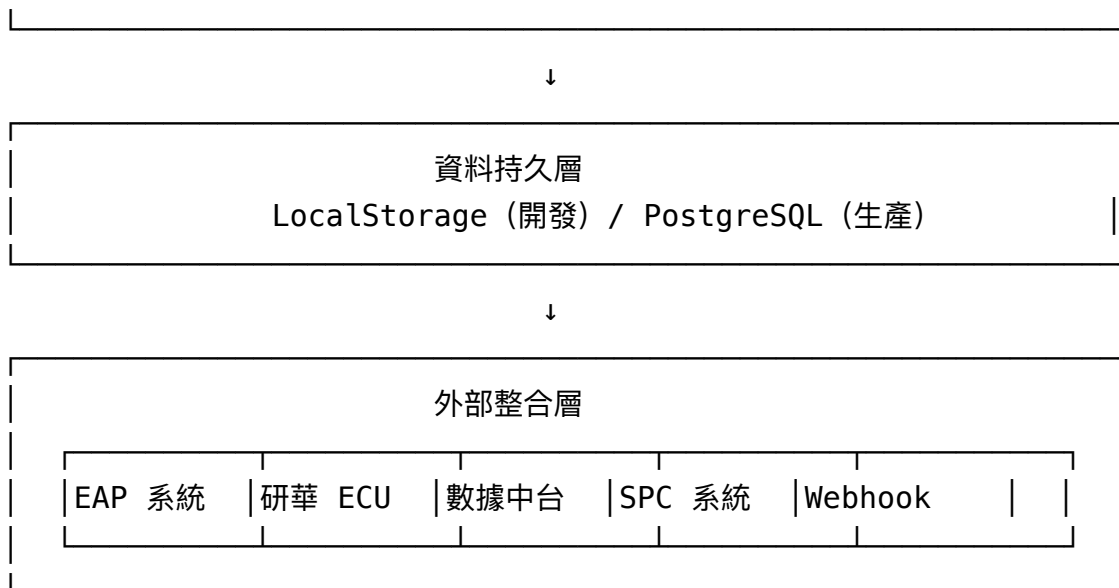 ↓
資料持久層
LocalStorage（開發）/ PostgreSQL（生產）
↓
外部整合層
EAP 系統 │研華 ECU │數據中台 │SPC 系統 │Webhook